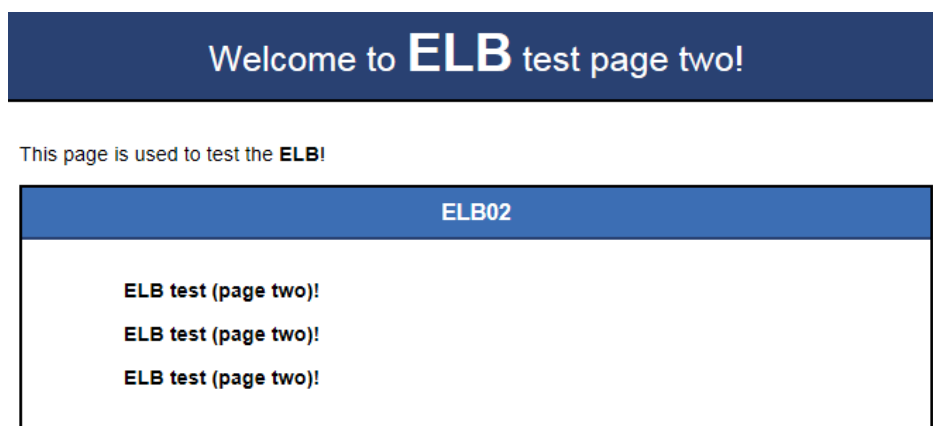 Welcome to ELB test page two!
This page is used to test the ELB!
ELB02
ELB test (page two)!
ELB test (page two)!
ELB test (page two)!